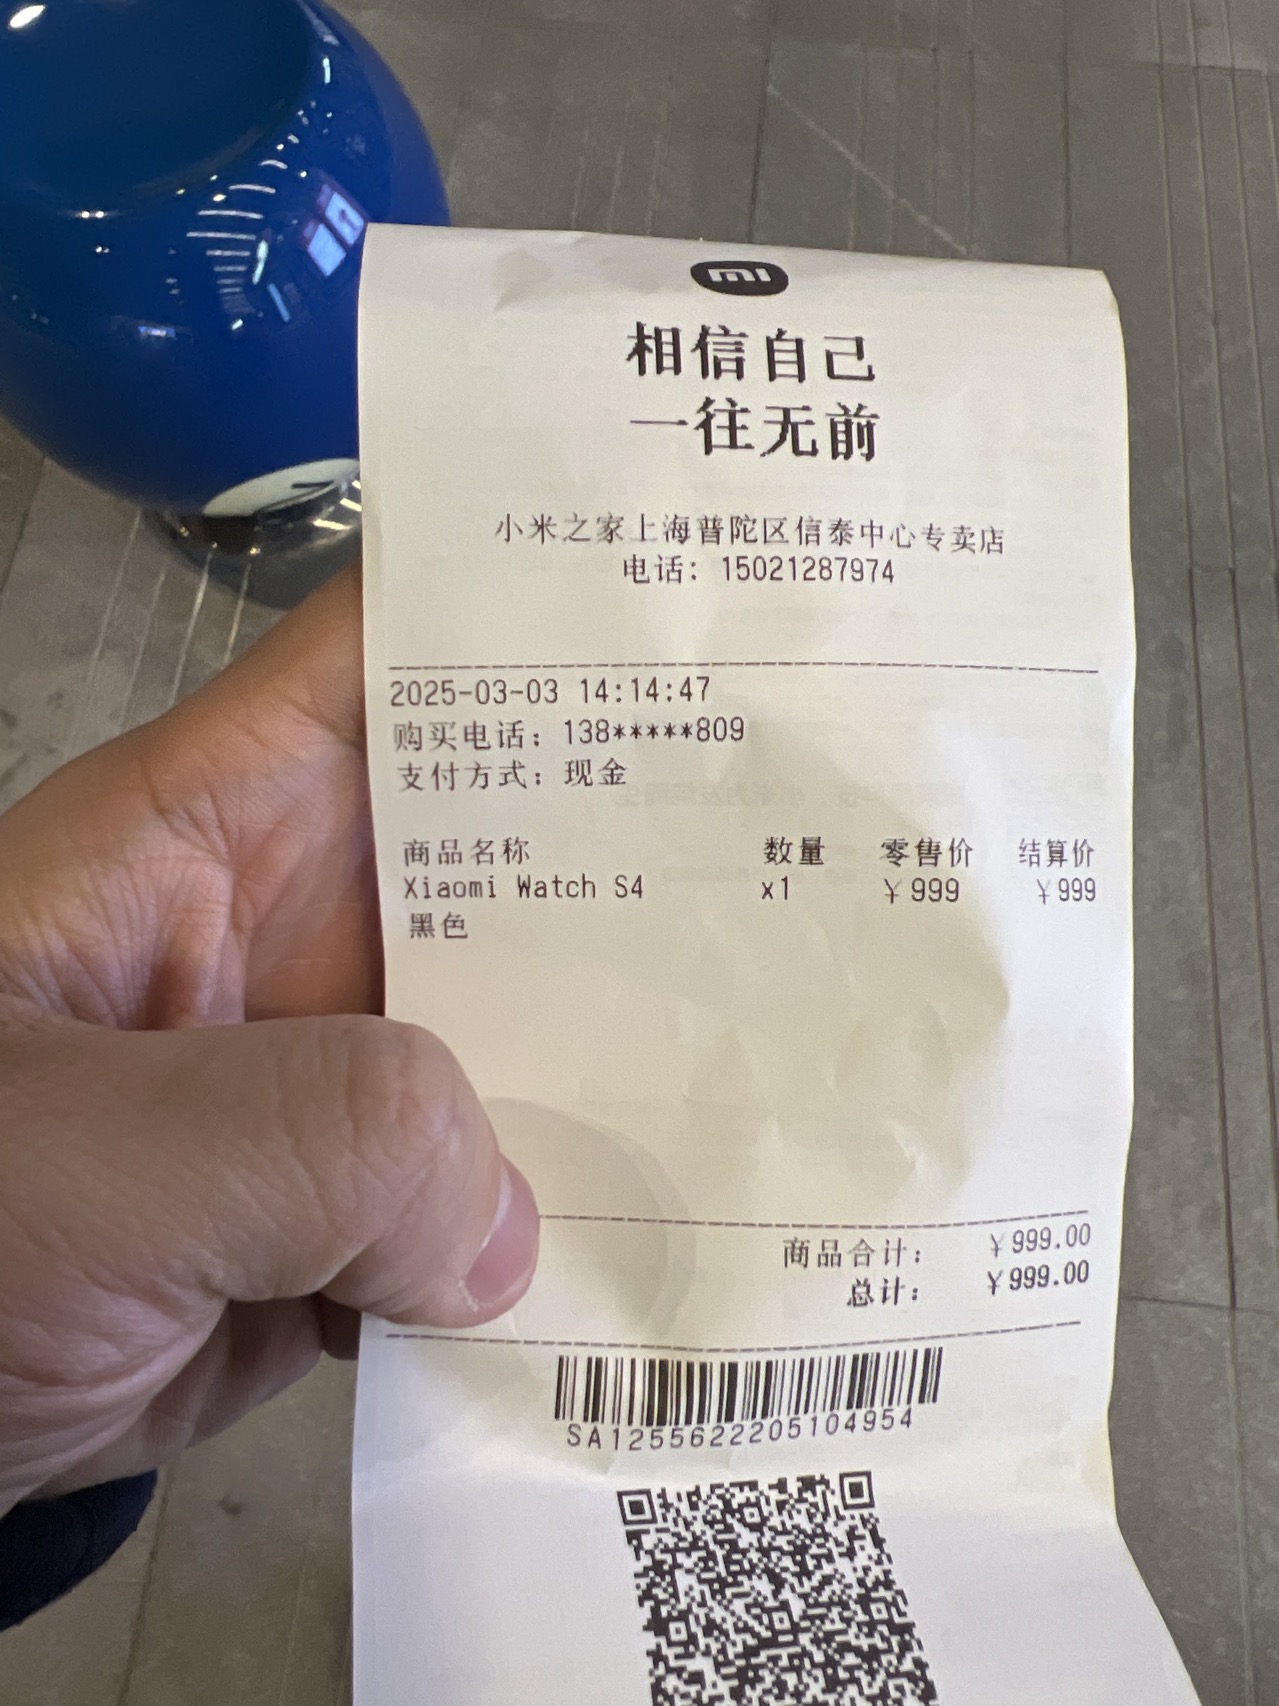 mi
相信自己
一往无前
小米之家上海普陀区信泰中心专卖店
电话: 15021287974
2025-03-03 14:14:47
购买电话: 138*****809
支付方式: 现金
商品名称 数量 零售价 结算价
Xiaomi Watch S4 x1 ￥999 ￥999
黑色
商品合计: ￥999.00
总计: ￥999.00
SA1255622205104954